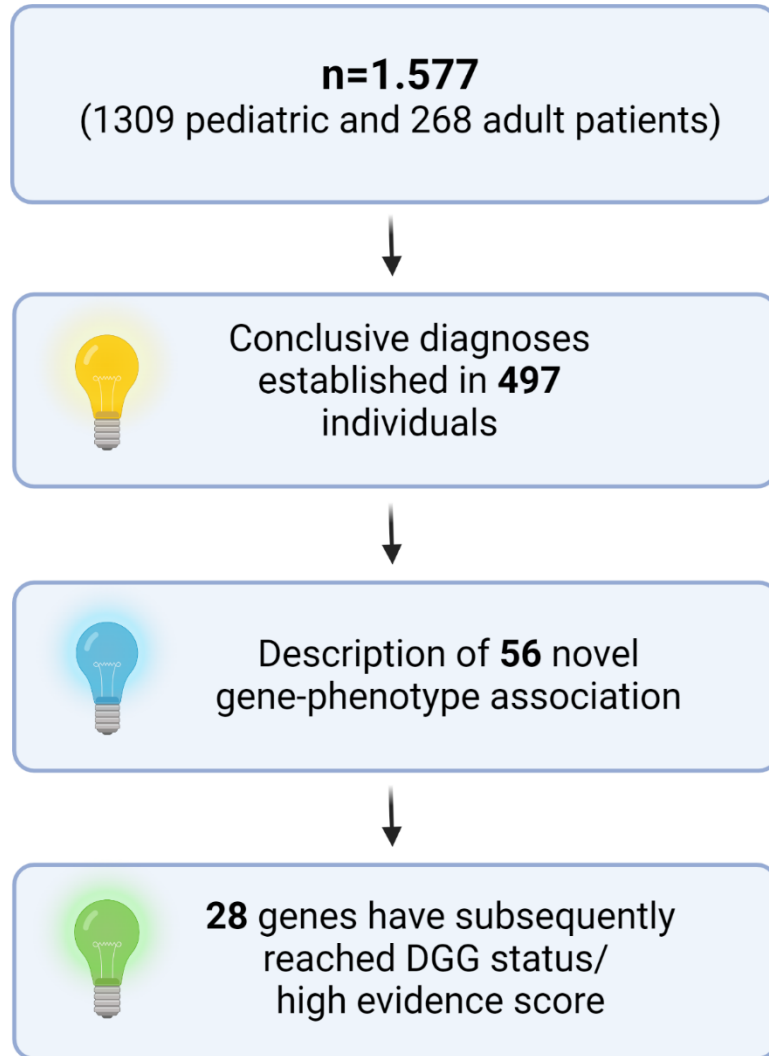 n=1.577
(1309 pediatric and 268 adult patients)
Conclusive diagnoses
established in 497
individuals
Description of 56 novel
gene-phenotype association
28 genes have subsequently
reached DGG status/
high evidence score